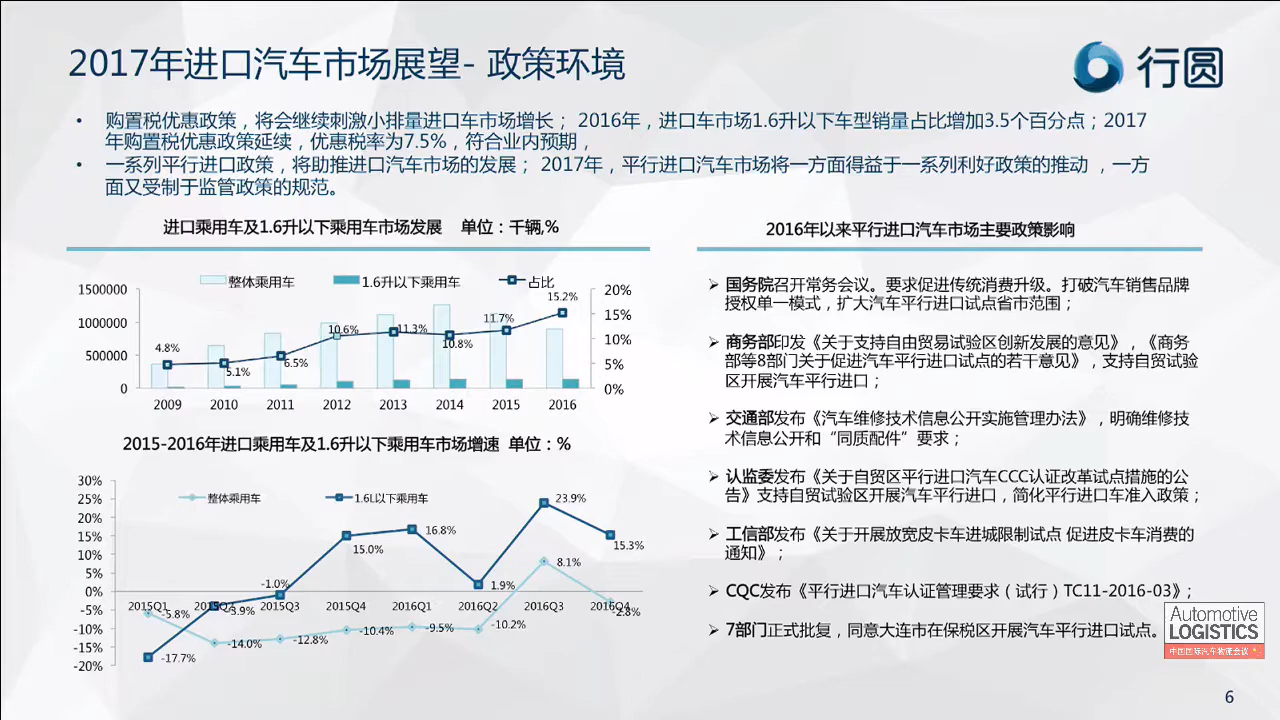 2017年进口汽车市场展望- 政策环境
行圆
• 购置税优惠政策，将会继续刺激小排量进口车市场增长； 2016年，进口车市场1.6升以下车型销量占比增加3.5个百分点；2017
年购置税优惠政策延续，优惠税率为7.5%，符合业内预期，
• 一系列平行进口政策，将助推进口汽车市场的发展； 2017年，平行进口汽车市场将一方面得益于一系列利好政策的推动 ，一方
面又受制于监管政策的规范。
进口乘用车及1.6升以下乘用车市场发展 单位：千辆,%
整体乘用车 1.6升以下乘用车 占比
1500000
1000000
500000
0
20%
15%
10%
5%
0%
4.8% 5.1% 6.5% 10.6% 11.3% 10.8% 11.7% 15.2%
2009 2010 2011 2012 2013 2014 2015 2016
2015-2016年进口乘用车及1.6升以下乘用车市场增速 单位：%
整体乘用车 1.6L以下乘用车
30%
25%
20%
15%
10%
5%
0%
-5%
-10%
-15%
-20%
2015Q1 2015Q2 2015Q3 2015Q4 2016Q1 2016Q2 2016Q3 2016Q4
-17.7% -3.9% -1.0% 15.0% 16.8% 1.9% 23.9% 15.3%
-5.8% -14.0% -12.8% -10.4% -9.5% -10.2% 8.1% -2.8%
2016年以来平行进口汽车市场主要政策影响
➢ 国务院召开常务会议。要求促进传统消费升级。打破汽车销售品牌
授权单一模式，扩大汽车平行进口试点省市范围；
➢ 商务部印发《关于支持自由贸易试验区创新发展的意见》，《商务
部等8部门关于促进汽车平行进口试点的若干意见》，支持自贸试验
区开展汽车平行进口；
➢ 交通部发布《汽车维修技术信息公开实施管理办法》，明确维修技
术信息公开和“同质配件”要求；
➢ 认监委发布《关于自贸区平行进口汽车CCC认证改革试点措施的公
告》支持自贸试验区开展汽车平行进口，简化平行进口车准入政策；
➢ 工信部发布《关于开展放宽皮卡车进城限制试点 促进皮卡车消费的
通知》；
➢ CQC发布《平行进口汽车认证管理要求（试行）TC11-2016-03》；
➢ 7部门正式批复，同意大连市在保税区开展汽车平行进口试点。
Automotive
LOGISTICS
中国国际汽车物流会议
6